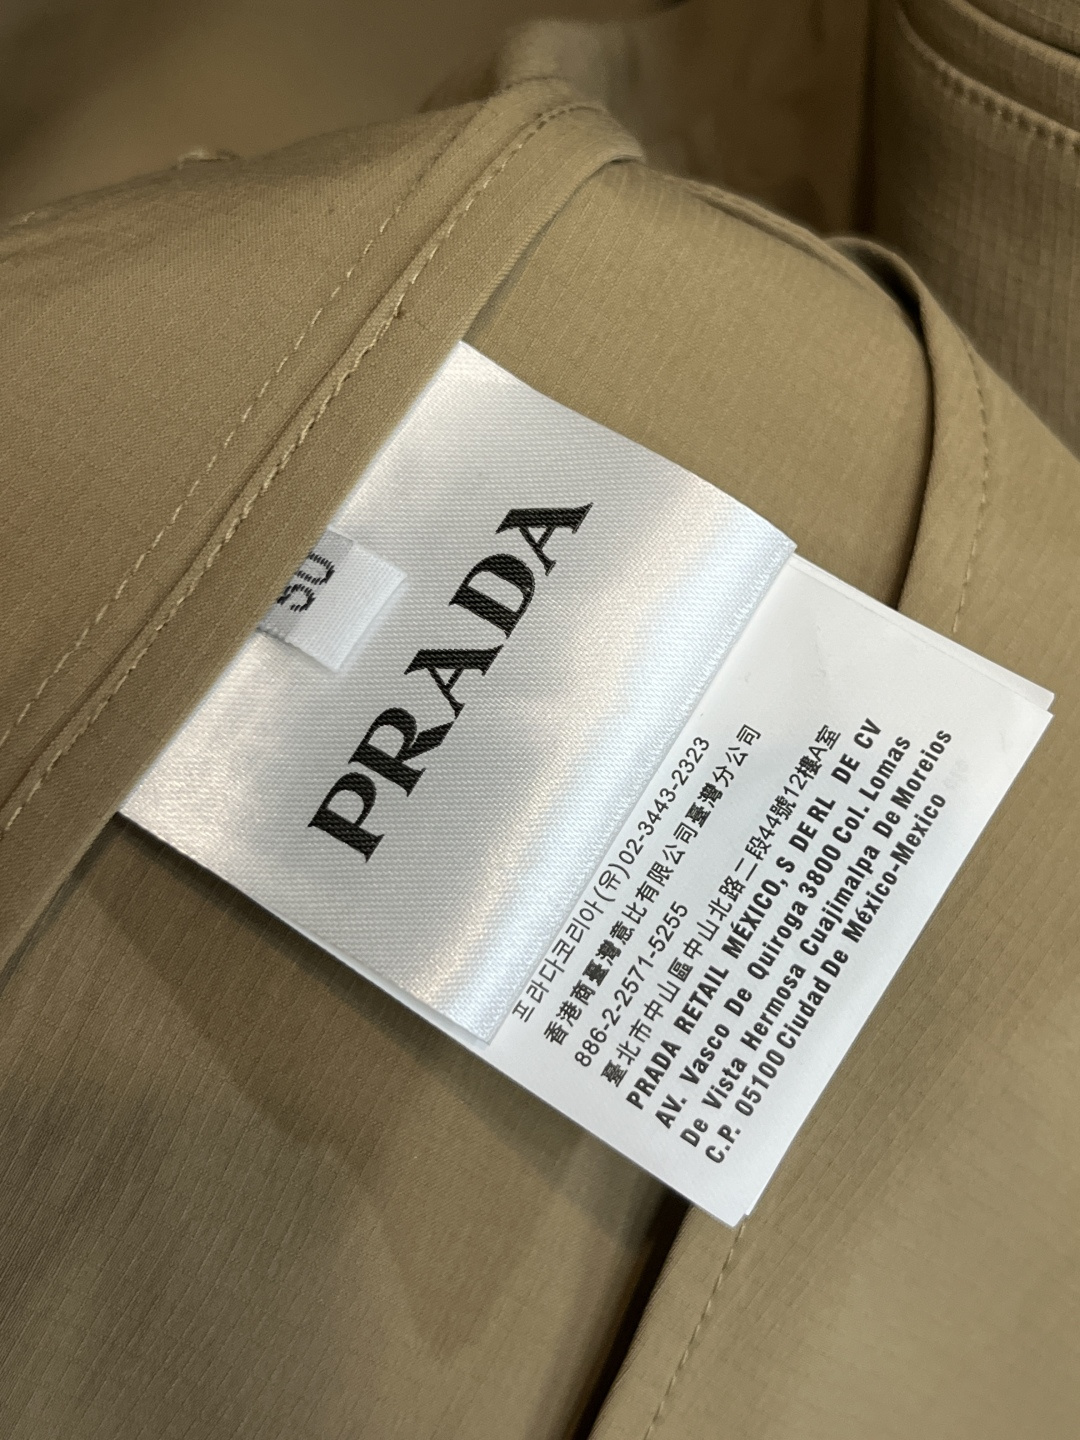 PRADA
50
프라다코리아(유)02-3443-2323
香港商臺灣意比有限公司臺灣分公司
886-2-2571-5255
臺北市中山區中山北路二段44號12樓A室
PRADA RETAIL MÉXICO, S DE RL DE CV
AV. Vasco De Quiroga 3800 Col. Lomas
De Vista Hermosa Cuajimalpa De Moreios
C.P. 05100 Ciudad De México-Mexico